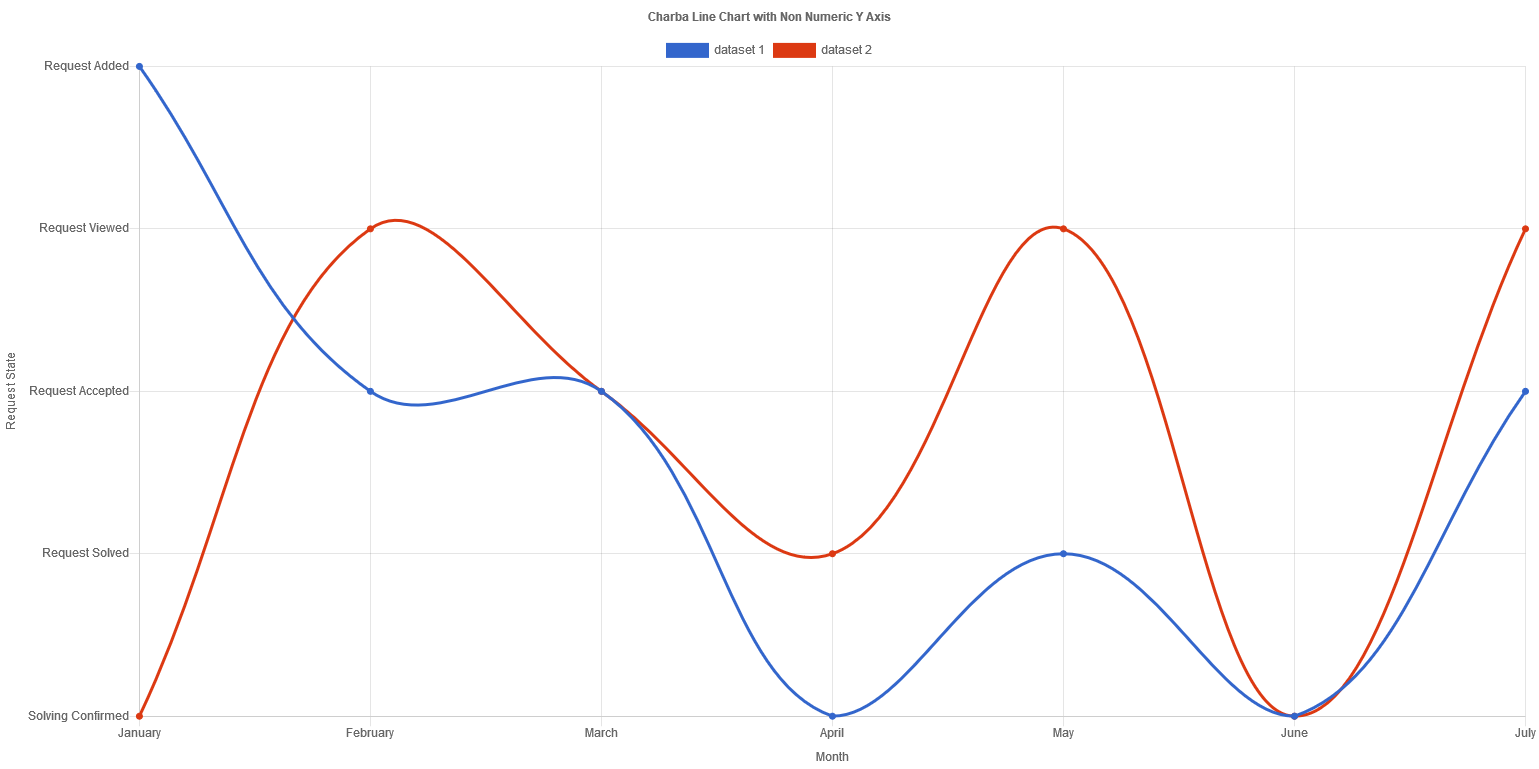 Charba Line Chart with Non Numeric Y Axis
dataset 1 dataset 2
Request Added
Request Viewed
Request Accepted
Request Solved
Solving Confirmed
Request State
January February March April May June July
Month